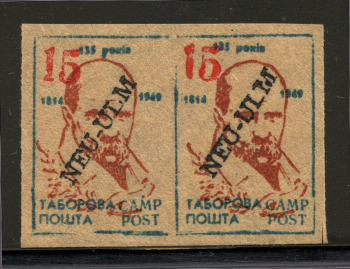 135 років
15
1814 1949
NEU-ULM
ТАБОРОВА CAMP
ПОШТА POST
135 років
15
1814 1949
NEU-ULM
ТАБОРОВА CAMP
ПОШТА POST